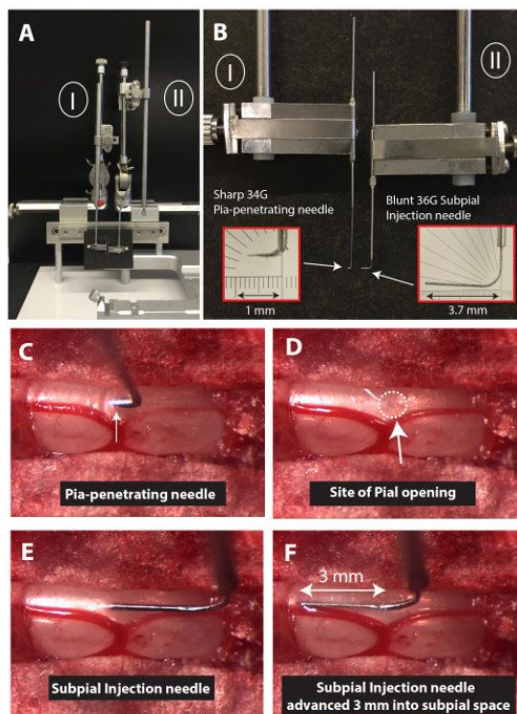 A
I
II
B
I
II
Sharp 34G
Pia-penetrating needle
Blunt 36G Subpial
Injection needle
1 mm
3.7 mm
C
Pia-penetrating needle
D
Site of Pial opening
E
Subpial Injection needle
F
3 mm
Subpial Injection needle
advanced 3 mm into subpial space